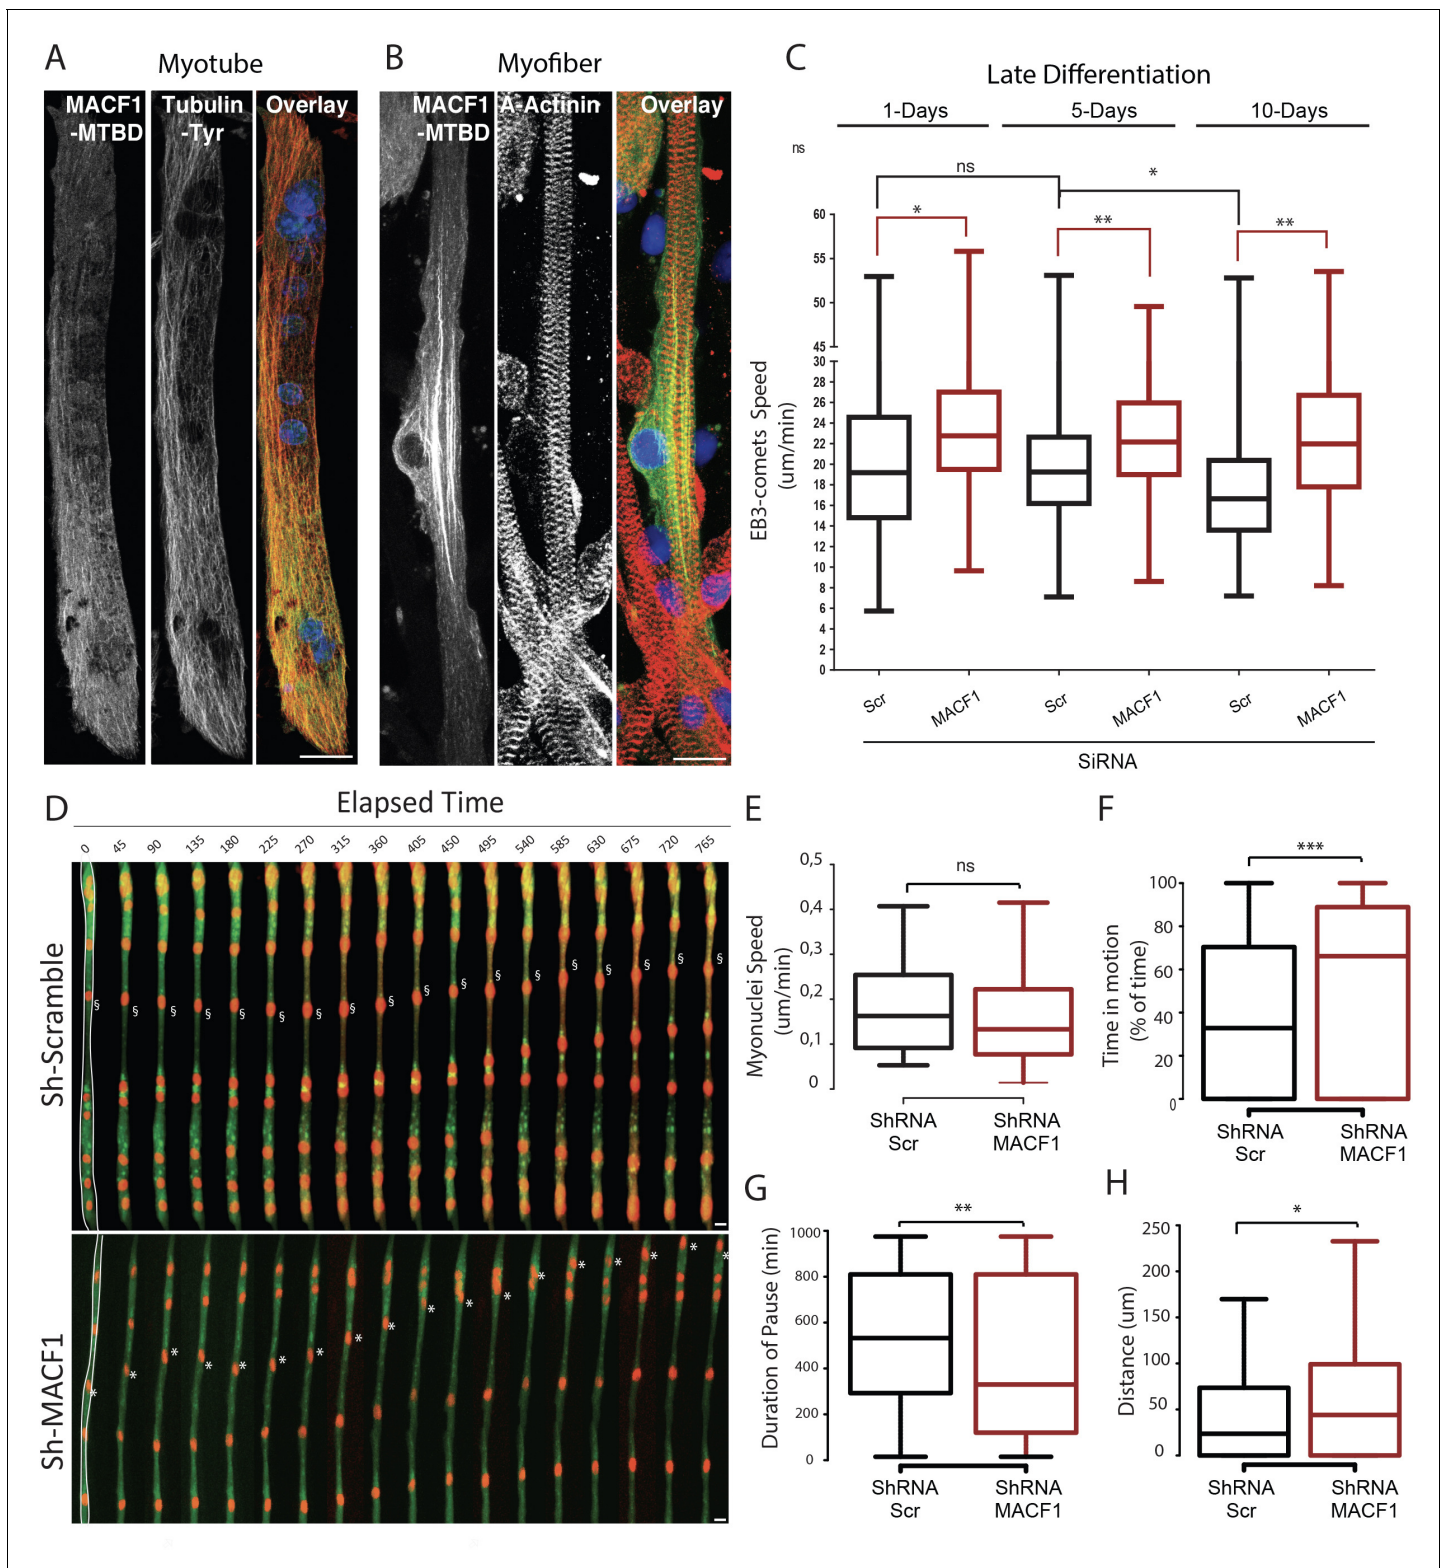 A
Myotube
MACF1
-MTBD
Tubulin
-Tyr
Overlay
B
Myofiber
MACF1
-MTBD
A-Actinin
Overlay
C
Late Differentiation
1-Days
5-Days
10-Days
ns
ns
*
*
**
**
EB3-comets Speed
(um/min)
60
55
50
45
30
28
26
24
22
20
18
16
14
12
10
8
6
4
2
0
Scr
MACF1
Scr
MACF1
Scr
MACF1
SiRNA
D
Elapsed Time
0 45 90 135 180 225 270 315 360 405 450 495 540 585 630 675 720 765
Sh-Scramble
§ § § § § § § § § § § § § § § § § §
Sh-MACF1
* * * * * * * * * * * * * * * * * *
E
Myonuclei Speed
(um/min)
0,5
0,4
0,3
0,2
0,1
0
ns
ShRNA
Scr
ShRNA
MACF1
F
Time in motion
(% of time)
100
80
60
40
20
0
***
ShRNA
Scr
ShRNA
MACF1
G
Duration of Pause (min)
1000
800
600
400
200
0
**
ShRNA
Scr
ShRNA
MACF1
H
Distance (um)
250
200
150
100
50
0
*
ShRNA
Scr
ShRNA
MACF1